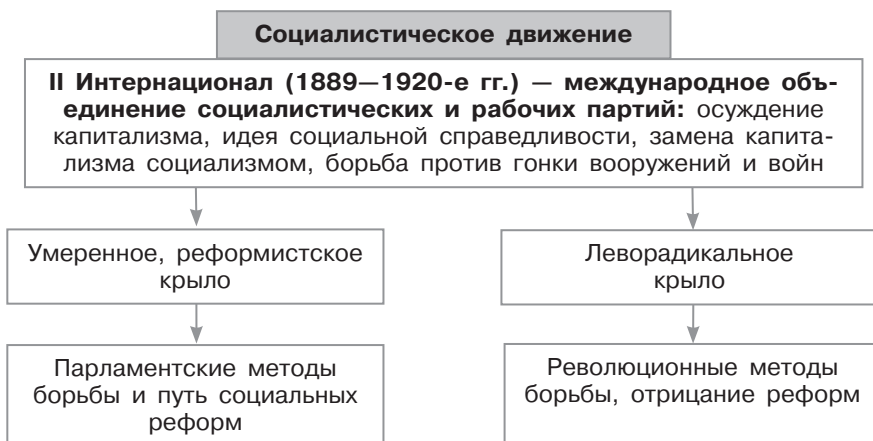 Социалистическое движение
II Интернационал (1889—1920-е гг.) — международное объ-
единение социалистических и рабочих партий: осуждение
капитализма, идея социальной справедливости, замена капита-
лизма социализмом, борьба против гонки вооружений и войн
Умеренное, реформистское
крыло
Леворадикальное
крыло
Парламентские методы
борьбы и путь социальных
реформ
Революционные методы
борьбы, отрицание реформ